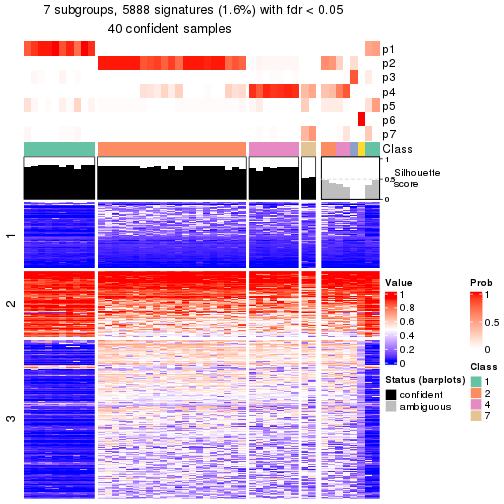 7 subgroups, 5888 signatures (1.6%) with fdr < 0.05
40 confident samples
p1
p2
p3
p4
p5
p6
p7
Class
1
0.5
0
Silhouette
score
1
2
3
Value
1
0.8
0.6
0.4
0.2
0
Prob
1
0.5
0
Status (barplots)
confident
ambiguous
Class
1
2
4
7